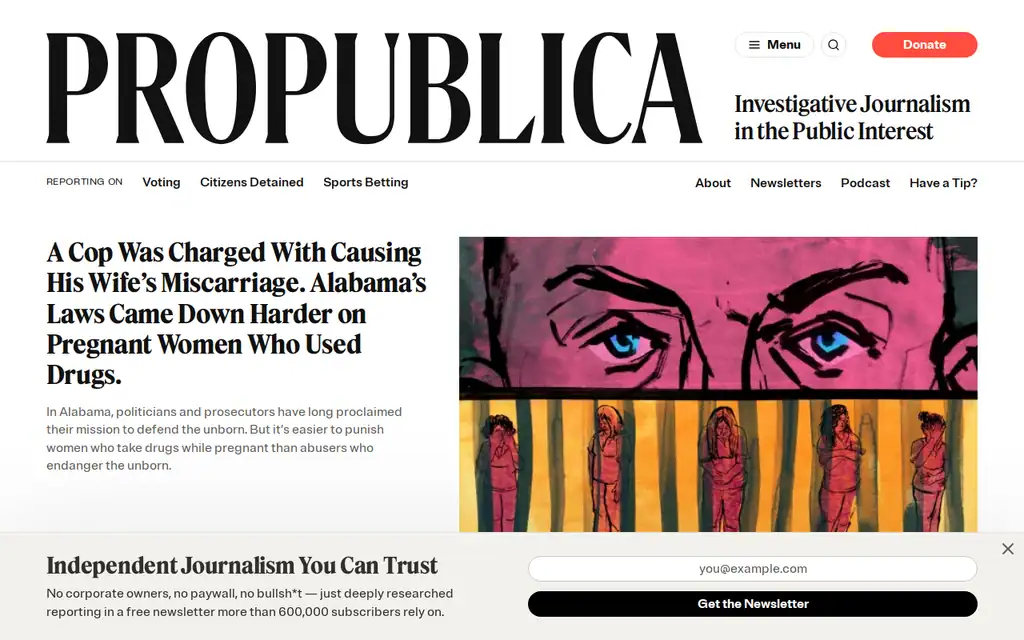 PROPUBLICA
Menu
Donate
Investigative Journalism
in the Public Interest
REPORTING ON
Voting
Citizens Detained
Sports Betting
About
Newsletters
Podcast
Have a Tip?
A Cop Was Charged With Causing
His Wife’s Miscarriage. Alabama’s
Laws Came Down Harder on
Pregnant Women Who Used
Drugs.
In Alabama, politicians and prosecutors have long proclaimed
their mission to defend the unborn. But it’s easier to punish
women who take drugs while pregnant than abusers who
endanger the unborn.
Independent Journalism You Can Trust
No corporate owners, no paywall, no bullsh*t — just deeply researched
reporting in a free newsletter more than 600,000 subscribers rely on.
you@example.com
Get the Newsletter